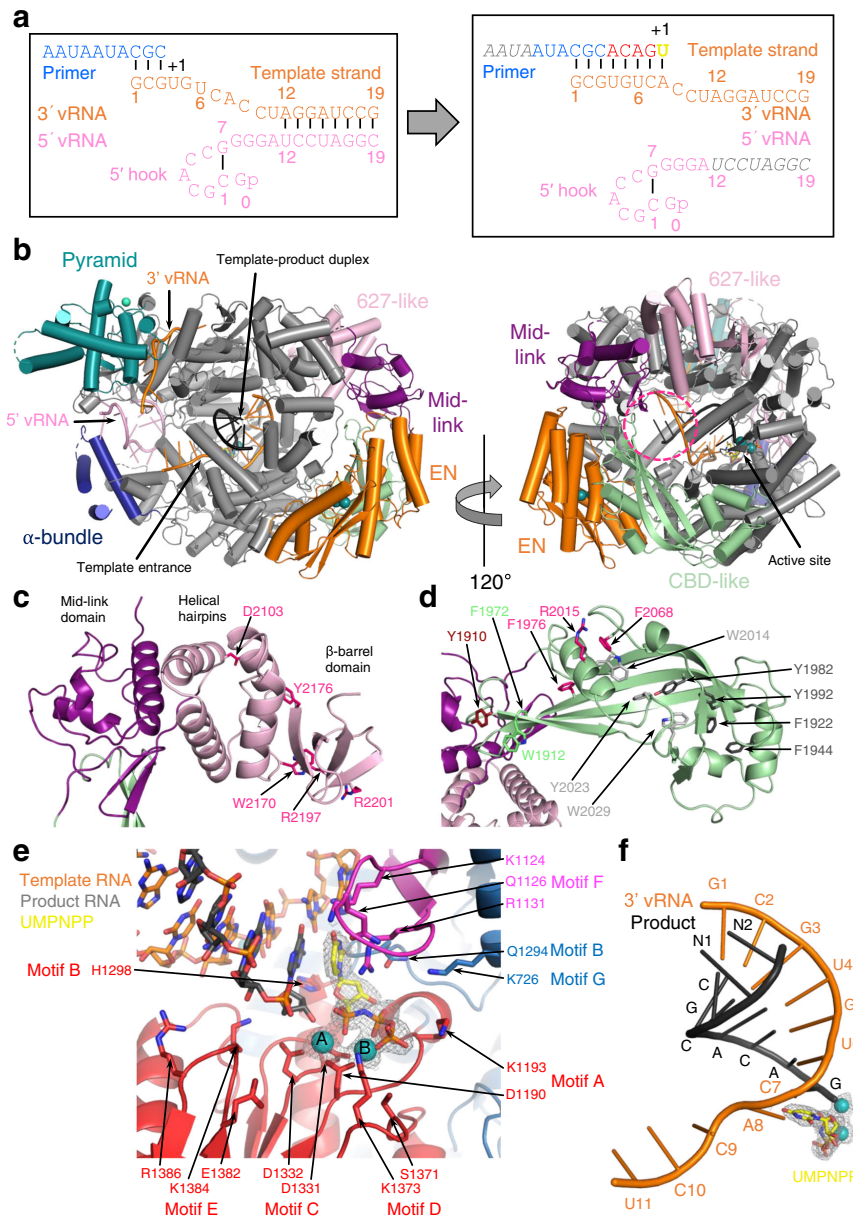 a
AAUAAUACGC
Primer
+1
Template strand
GCGUGUCACCUAGGAUCCG
1
6
12
19
3´ vRNA
5´ vRNA
7
GGGAUCCUAGGC
12
19
5′ hook
GCCACGCGp
1
0
+1
AAUAAUACGCACAGU
Primer
Template strand
GCGUGUCACCUAGGAUCCG
1
6
12
19
3´ vRNA
5´ vRNA
7
GGGAUCCUAGGC
12
19
5′ hook
GCCACGCGp
1
0
b
Pyramid
3′ vRNA
Template-product duplex
627-like
Mid-
link
5′ vRNA
EN
α-bundle
Template entrance
120°
627-like
Mid-
link
EN
Active site
CBD-like
c
Mid-link
domain
Helical
hairpins
D2103
β-barrel
domain
Y2176
W2170
R2197
R2201
d
F1972
R2015
F2068
Y1910
F1976
W2014
Y1982
Y1992
F1922
F1944
W1912
Y2023
W2029
e
Template RNA
Product RNA
UMPNPP
K1124
Q1126 Motif F
R1131
Q1294 Motif B
K726 Motif G
Motif B
H1298
A
B
K1193
Motif A
D1190
R1386
E1382
D1332
S1371
K1384
D1331
K1373
Motif E
Motif C
Motif D
f
3′ vRNA
Product
G1
C2
G3
U4
G
U
N1
N2
C
G
C
A
C
A
G
C7
A8
C9
C10
U11
UMPNPP